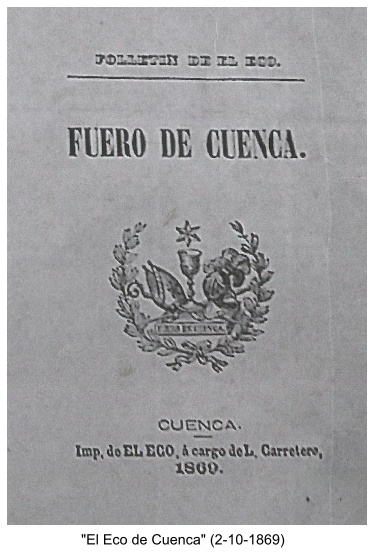 FOLLETIN DE EL ECO.
FUERO DE CUENCA.
CUENCA.
Imp. de EL ECO, á cargo de L. Carretero,
1869.
"El Eco de Cuenca" (2-10-1869)